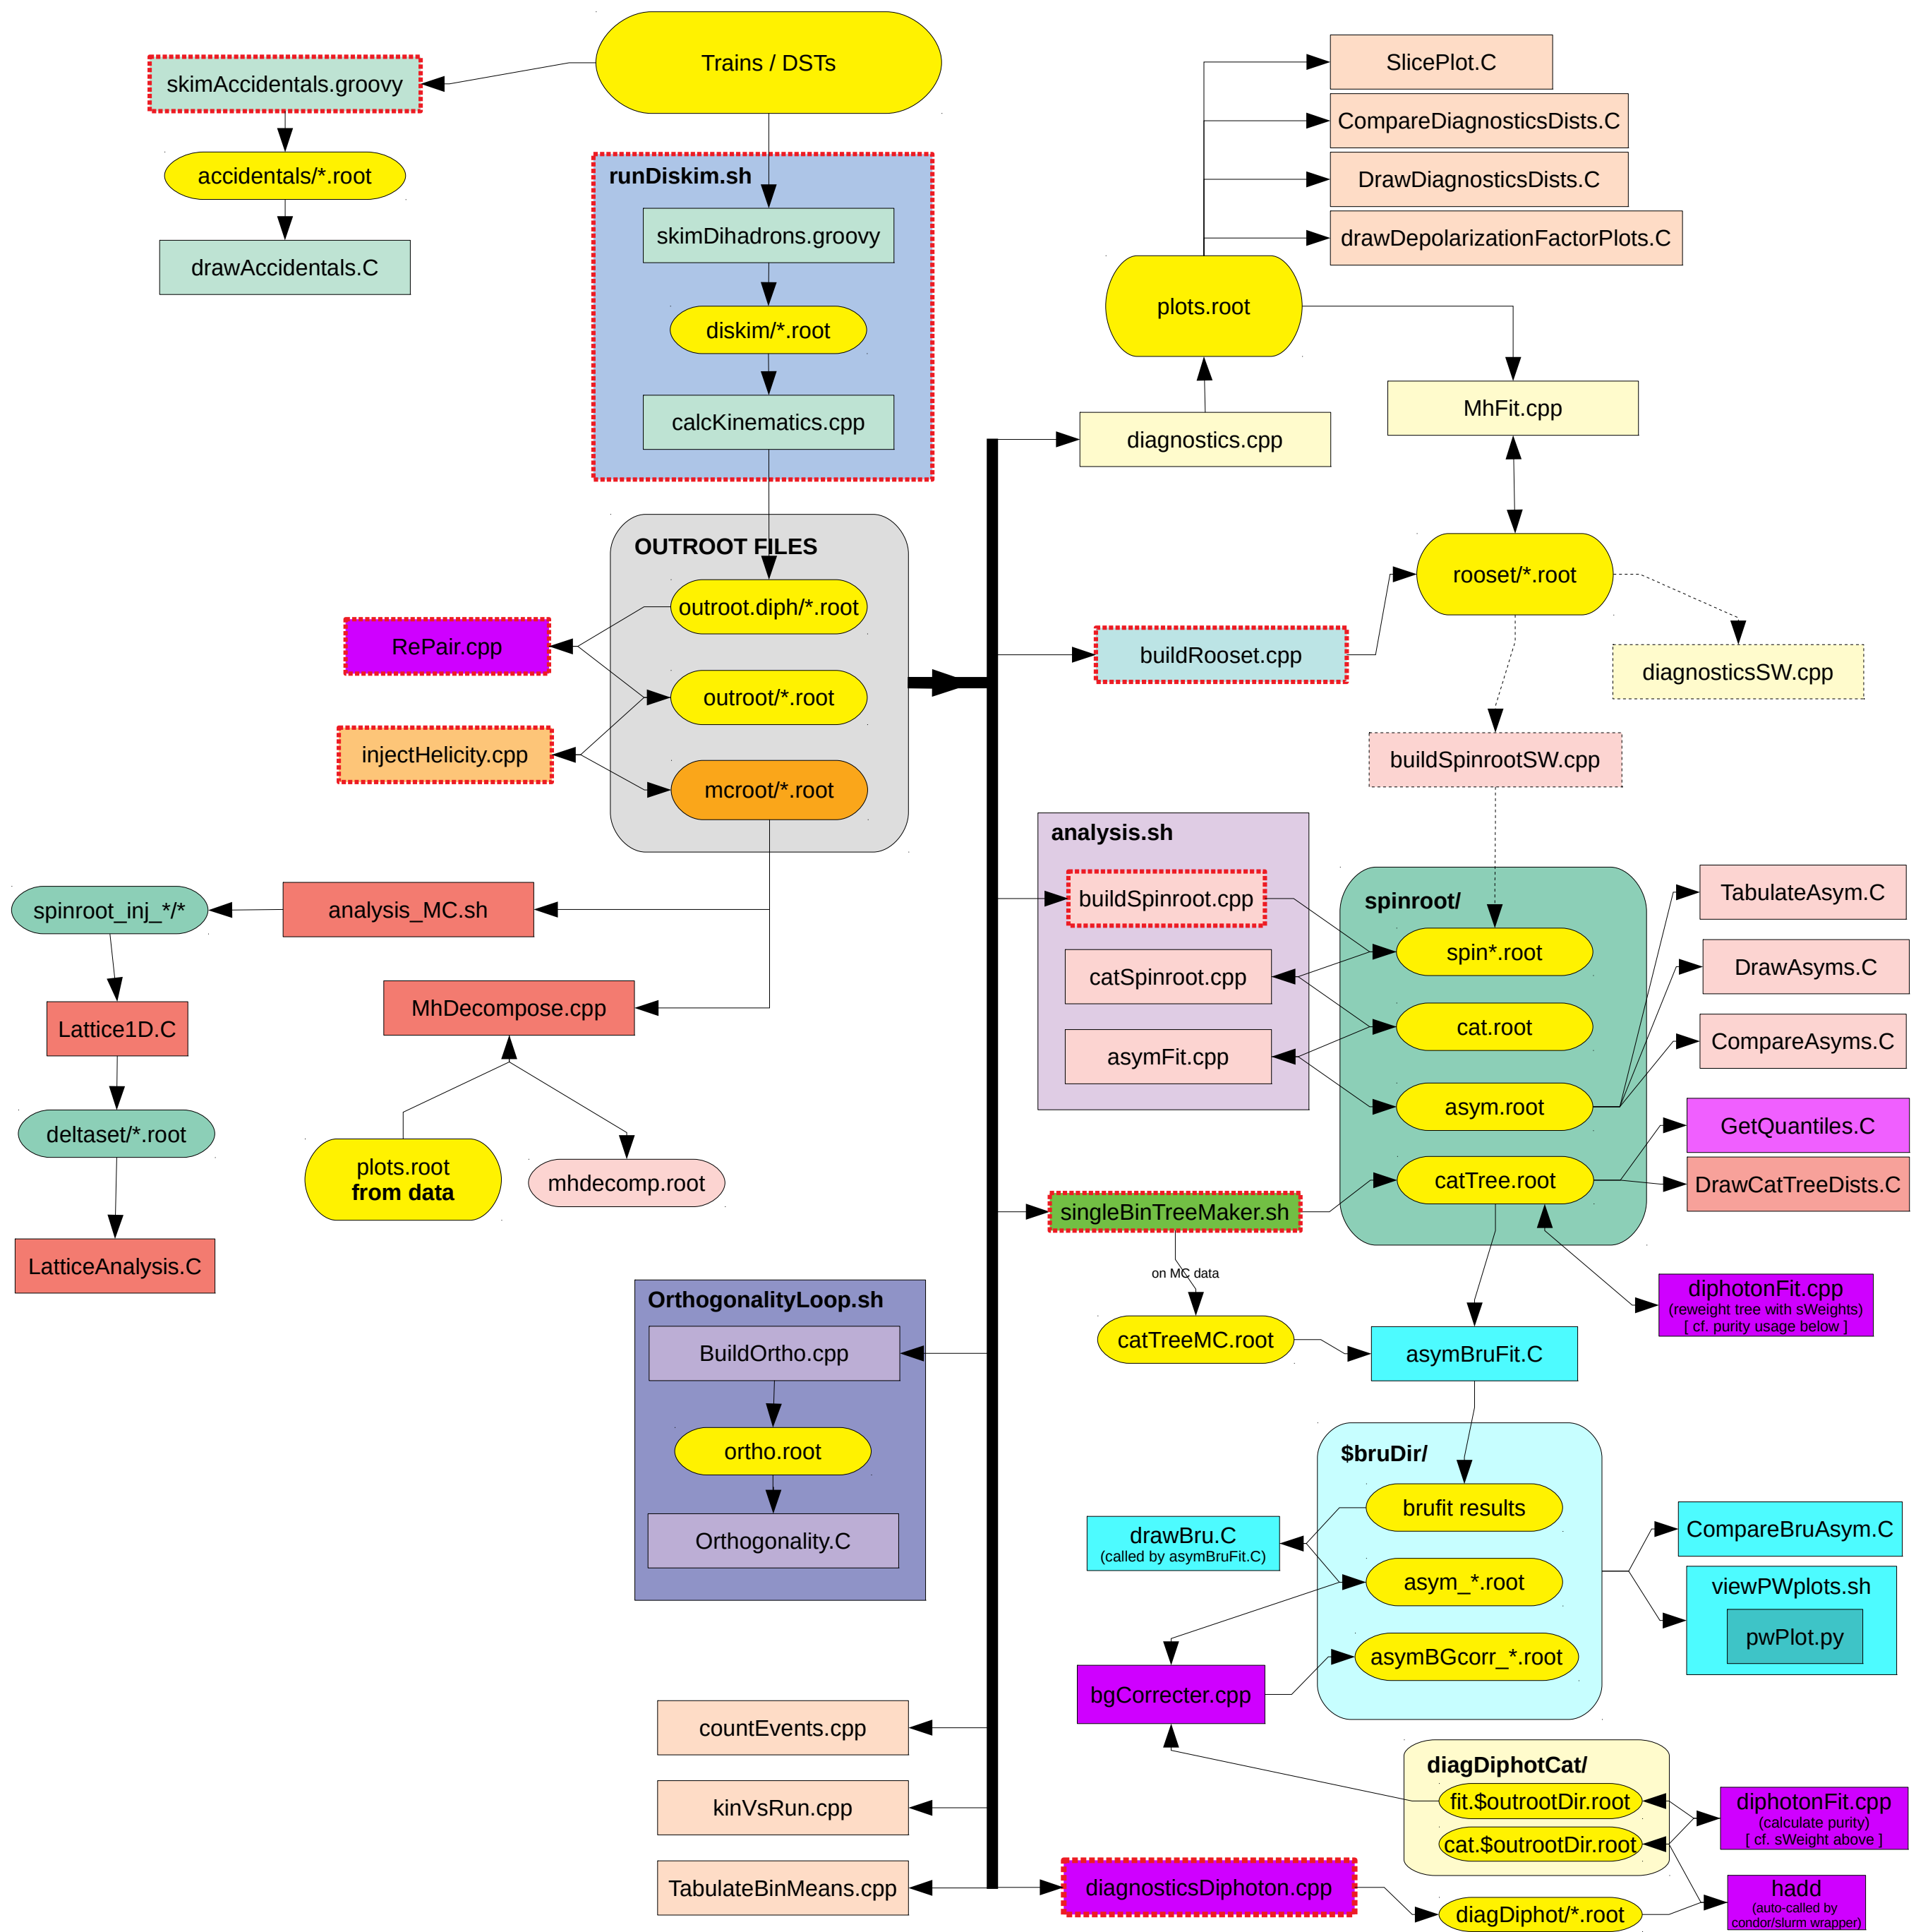 Trains / DSTs
skimAccidentals.groovy
accidentals/*.root
drawAccidentals.C
runDiskim.sh
skimDihadrons.groovy
diskim/*.root
calcKinematics.cpp
OUTROOT FILES
outroot.diph/*.root
RePair.cpp
outroot/*.root
injectHelicity.cpp
mcroot/*.root
spinroot_inj_*/*
analysis_MC.sh
Lattice1D.C
MhDecompose.cpp
deltaset/*.root
plots.root
from data
mhdecomp.root
LatticeAnalysis.C
OrthogonalityLoop.sh
BuildOrtho.cpp
ortho.root
Orthogonality.C
countEvents.cpp
kinVsRun.cpp
TabulateBinMeans.cpp
SlicePlot.C
CompareDiagnosticsDists.C
DrawDiagnosticsDists.C
drawDepolarizationFactorPlots.C
plots.root
MhFit.cpp
diagnostics.cpp
rooset/*.root
buildRooset.cpp
diagnosticsSW.cpp
buildSpinrootSW.cpp
analysis.sh
buildSpinroot.cpp
catSpinroot.cpp
asymFit.cpp
spinroot/
spin*.root
cat.root
asym.root
catTree.root
TabulateAsym.C
DrawAsyms.C
CompareAsyms.C
GetQuantiles.C
DrawCatTreeDists.C
singleBinTreeMaker.sh
on MC data
catTreeMC.root
diphotonFit.cpp
(reweight tree with sWeights)
[ cf. purity usage below ]
asymBruFit.C
$bruDir/
brufit results
drawBru.C
(called by asymBruFit.C)
asym_*.root
asymBGcorr_*.root
CompareBruAsym.C
viewPWplots.sh
pwPlot.py
bgCorrecter.cpp
diagDiphotCat/
fit.$outrootDir.root
cat.$outrootDir.root
diphotonFit.cpp
(calculate purity)
[ cf. sWeight above ]
diagnosticsDiphoton.cpp
diagDiphot/*.root
hadd
(auto-called by
condor/slurm wrapper)